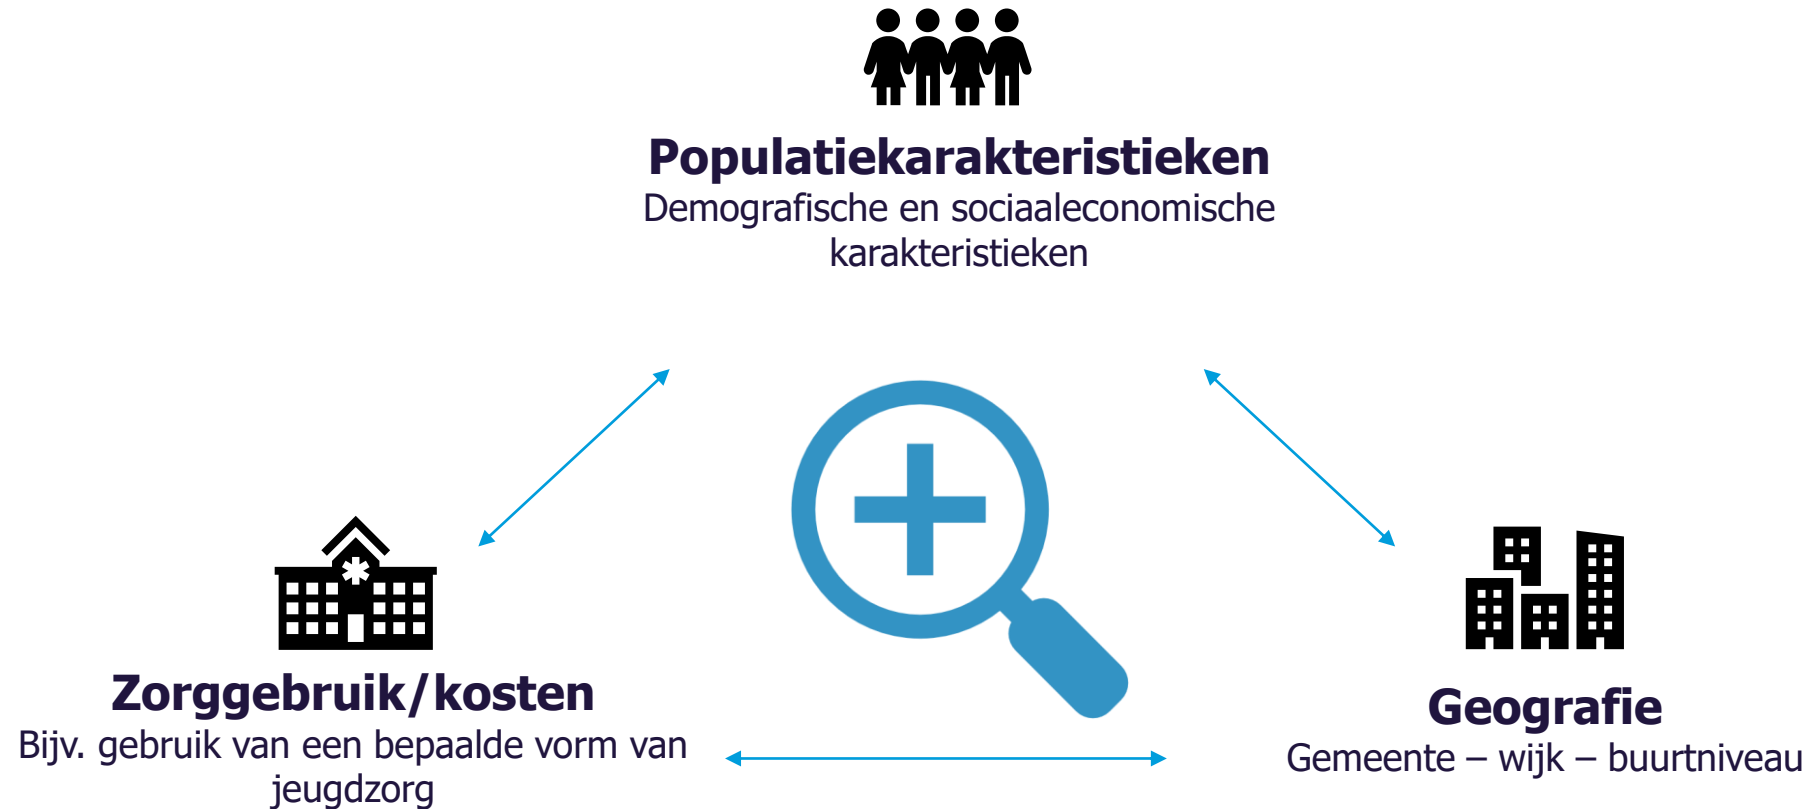 Populatiekarakteristieken
Demografische en sociaaleconomische
karakteristieken
Zorggebruik/kosten
Bijv. gebruik van een bepaalde vorm van
jeugdzorg
Geografie
Gemeente – wijk – buurtniveau